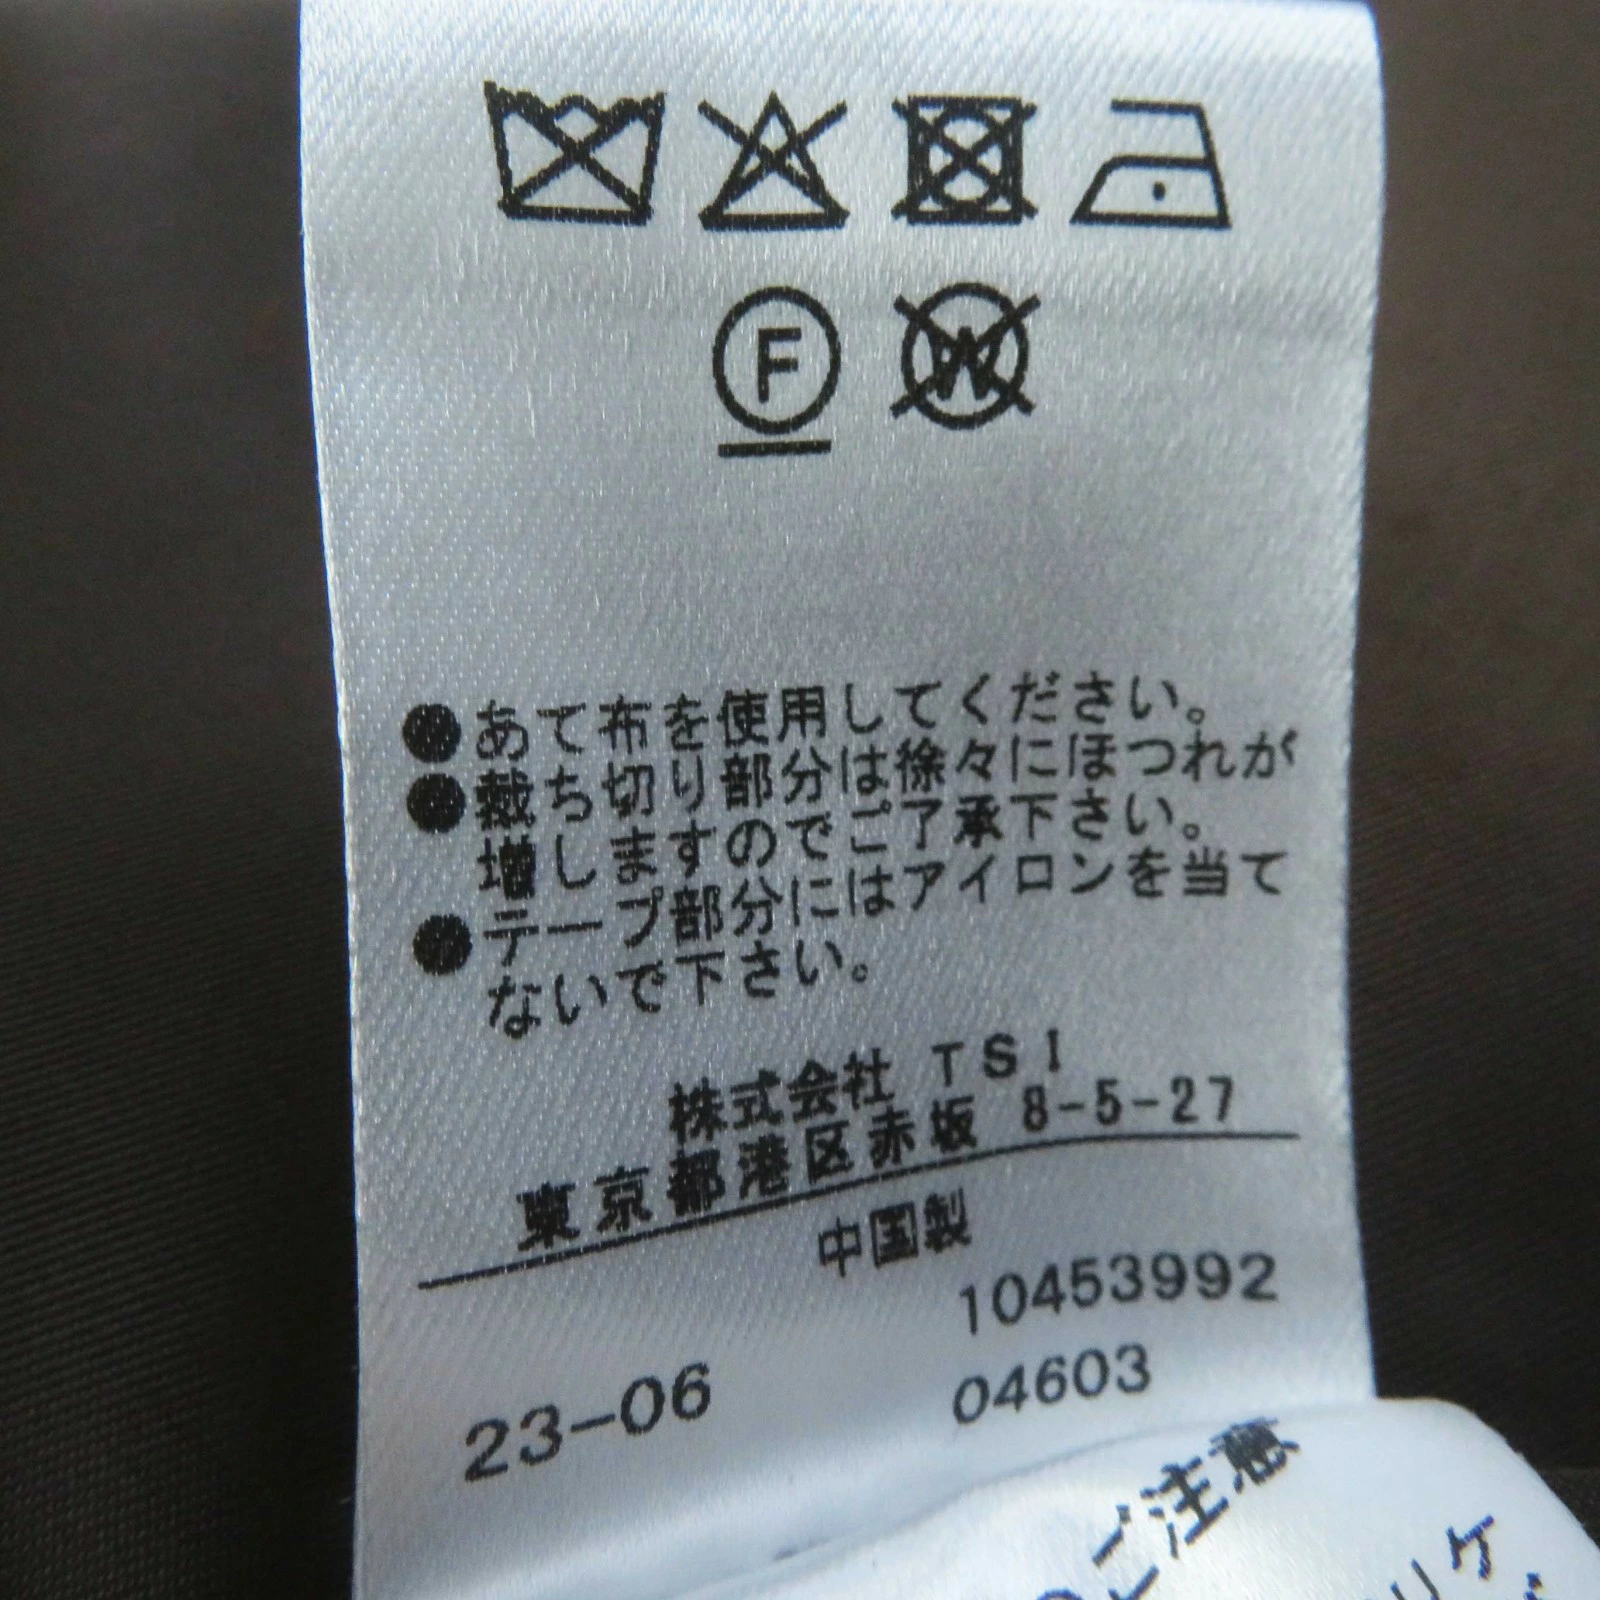 F W
●あて布を使用してください。
●裁ち切り部分は徐々にほつれが
増しますのでご了承下さい。
●テープ部分にはアイロンを当て
ないで下さい。
株式会社 TSI
東京都港区赤坂 8-5-27
中国製
10453992
23-06 04603
ご注意
リケ